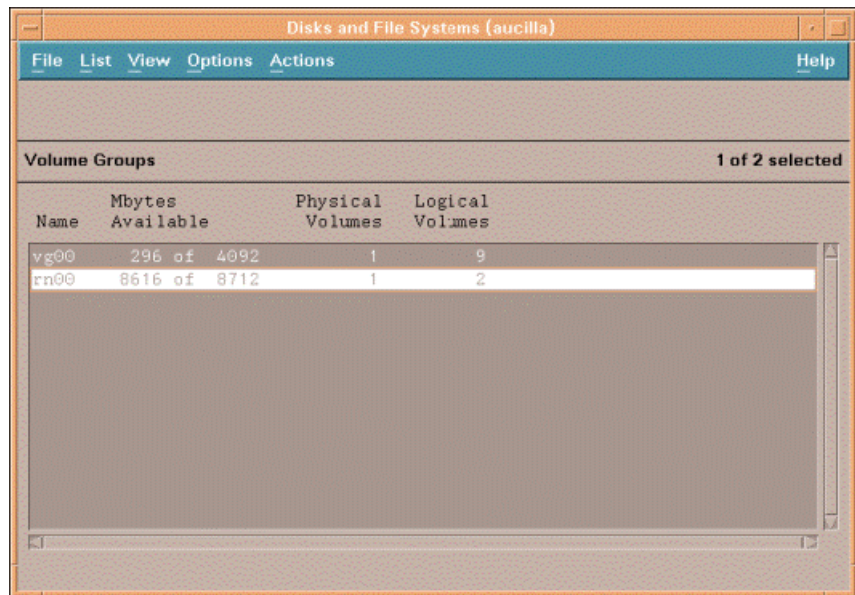 Disks and File Systems (aucilla)
File List View Options Actions Help
Volume Groups 1 of 2 selected
Mbytes Physical Logical
Name Available Volumes Volumes
vg00 296 of 4092 1 9
rn00 8616 of 8712 1 2